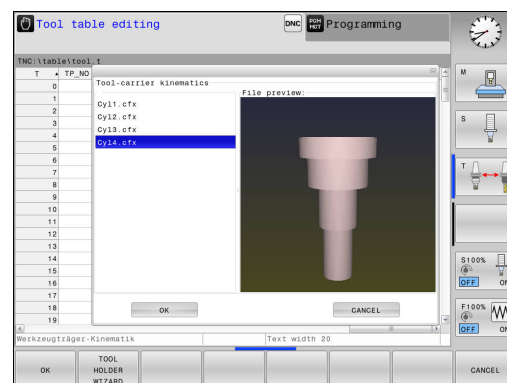 Tool table editing
DNC
PGM
MGT
Programming
TNC:\table\tool.t
T TP_NO
0
1
2
3
4
5
6
7
8
9
10
11
12
13
14
15
16
17
18
19
Tool-carrier kinematics
Cyl1.cfx
Cyl2.cfx
Cyl3.cfx
Cyl4.cfx
File preview:
OK
CANCEL
Werkzeugträger-Kinematik
Text width 20
M
S
T
S100%
OFF ON
F100%
OFF ON
OK
TOOL
HOLDER
WIZARD
CANCEL